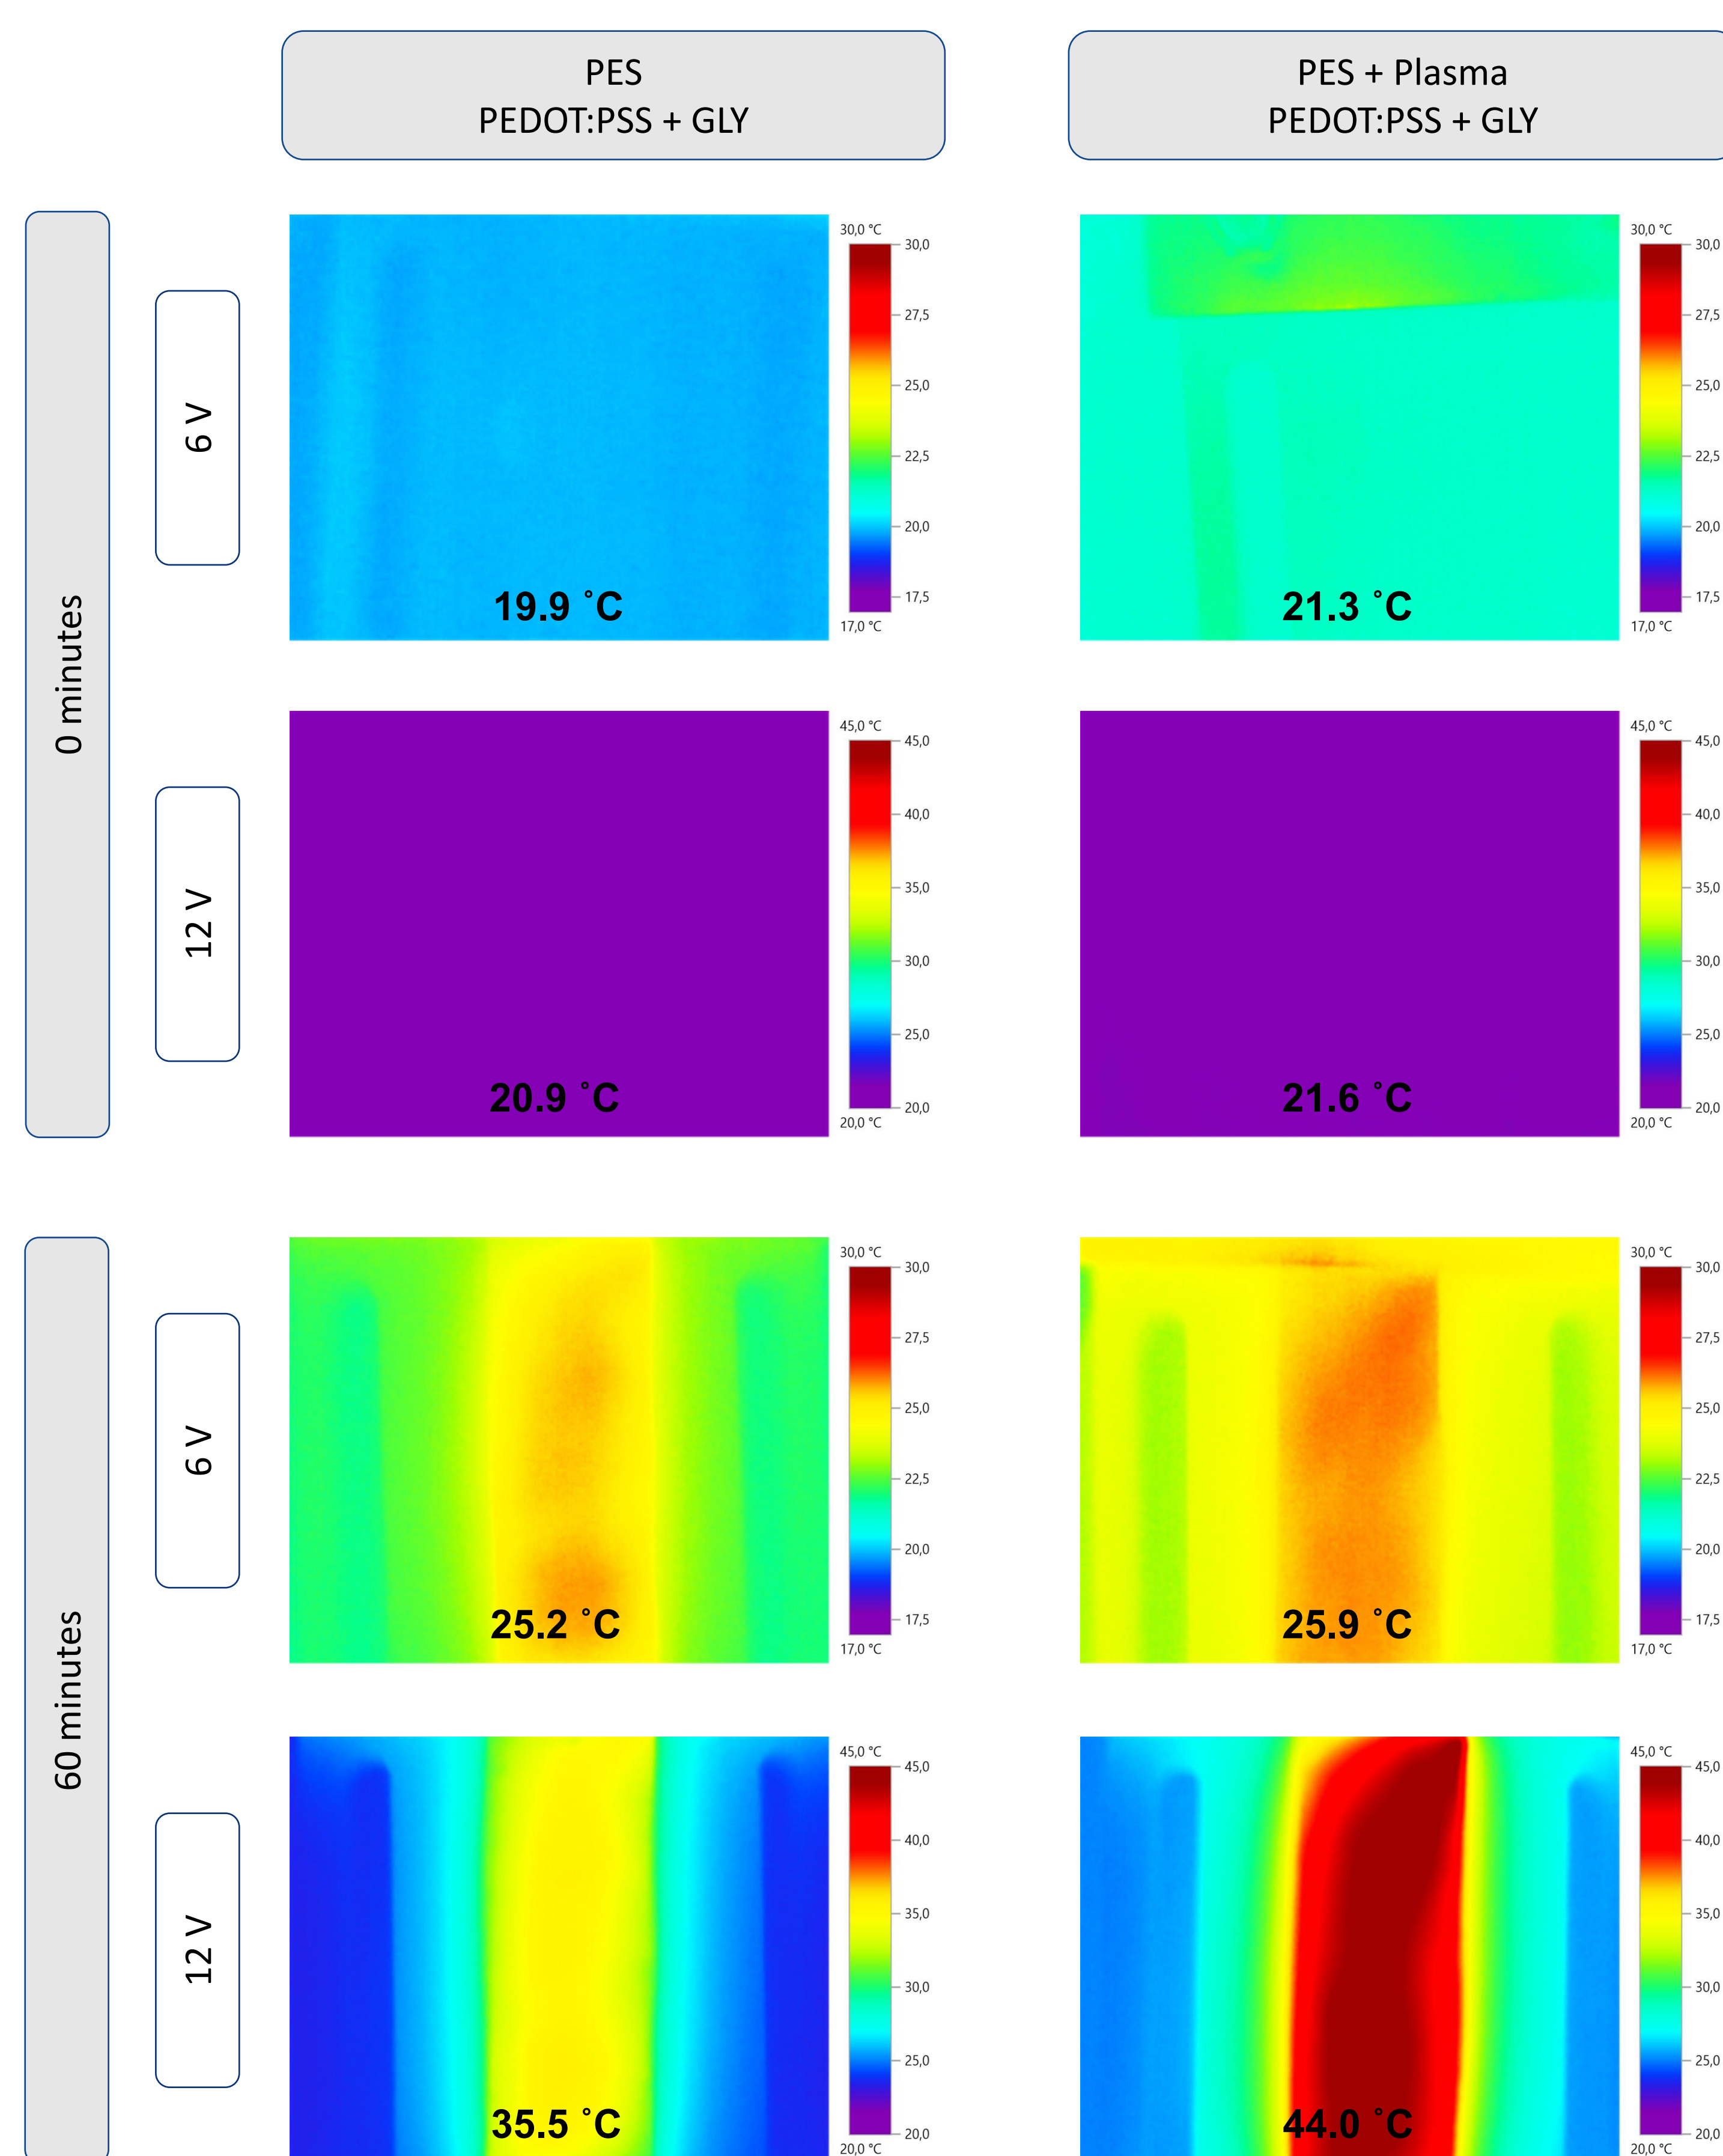 PES
PEDOT:PSS + GLY
PES + Plasma
PEDOT:PSS + GLY
0 minutes
6 V
19.9 °C
30,0 °C
30,0
27,5
25,0
22,5
20,0
17,5
17,0 °C
21.3 °C
30,0 °C
30,0
27,5
25,0
22,5
20,0
17,5
17,0 °C
12 V
20.9 °C
45,0 °C
45,0
40,0
35,0
30,0
25,0
20,0
20,0 °C
21.6 °C
45,0 °C
45,0
40,0
35,0
30,0
25,0
20,0
20,0 °C
60 minutes
6 V
25.2 °C
30,0 °C
30,0
27,5
25,0
22,5
20,0
17,5
17,0 °C
25.9 °C
30,0 °C
30,0
27,5
25,0
22,5
20,0
17,5
17,0 °C
12 V
35.5 °C
45,0 °C
45,0
40,0
35,0
30,0
25,0
20,0
20,0 °C
44.0 °C
45,0 °C
45,0
40,0
35,0
30,0
25,0
20,0
20,0 °C